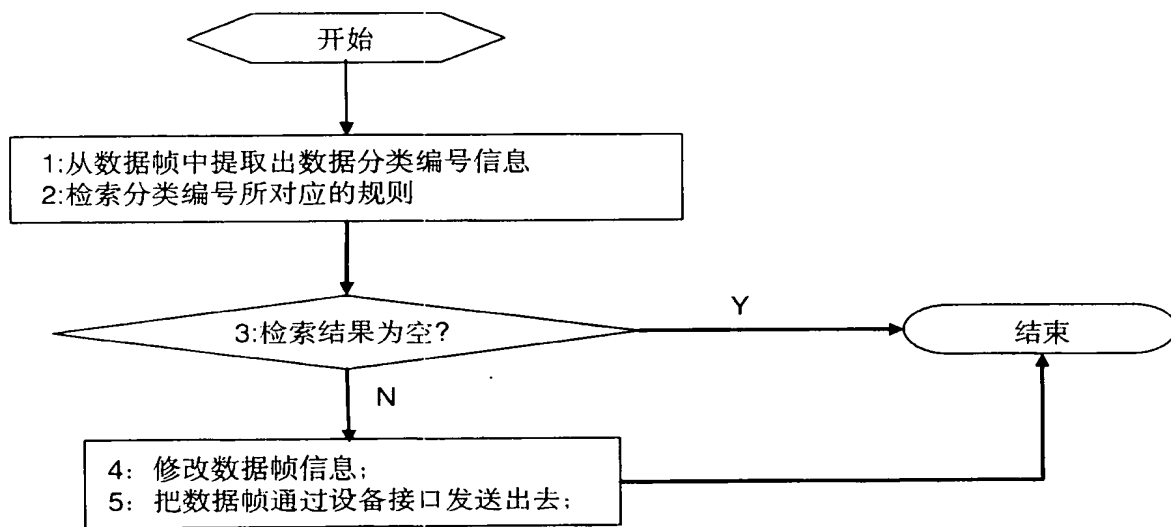 开始
1:从数据帧中提取出数据分类编号信息
2:检索分类编号所对应的规则
3:检索结果为空?
Y
结束
N
4：修改数据帧信息;
5：把数据帧通过设备接口发送出去;